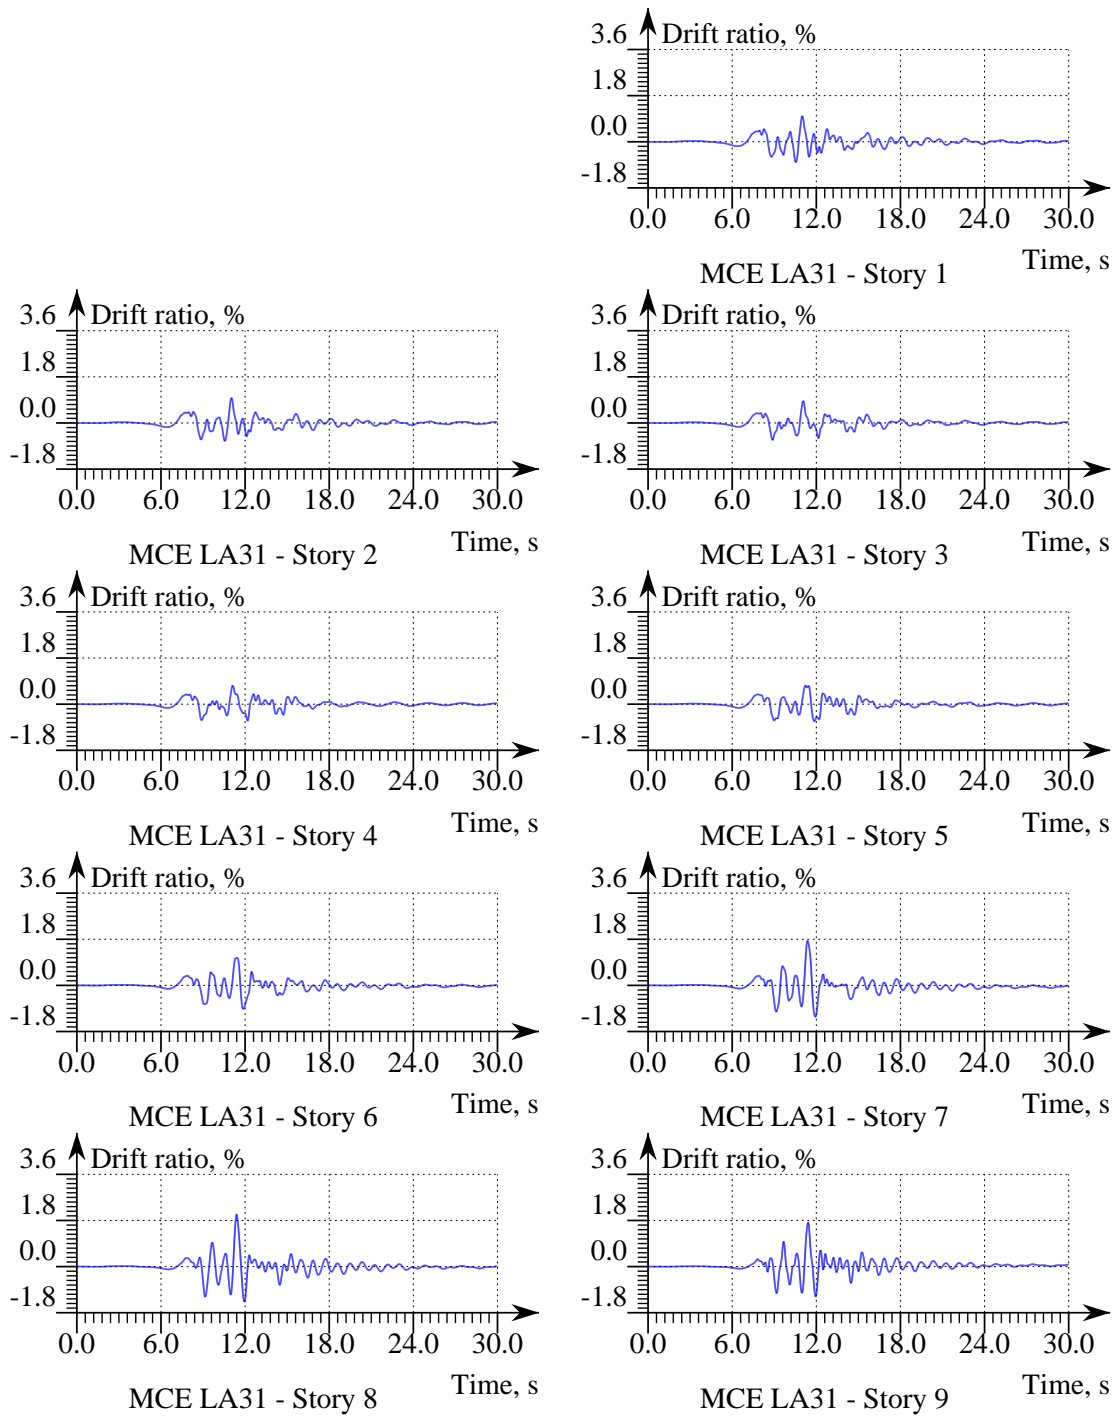 Drift ratio, %
3.6
1.8
0.0
-1.8
0.0 6.0 12.0 18.0 24.0 30.0
Time, s
MCE LA31 - Story 1
Drift ratio, %
3.6
1.8
0.0
-1.8
0.0 6.0 12.0 18.0 24.0 30.0
Time, s
MCE LA31 - Story 2
Drift ratio, %
3.6
1.8
0.0
-1.8
0.0 6.0 12.0 18.0 24.0 30.0
Time, s
MCE LA31 - Story 3
Drift ratio, %
3.6
1.8
0.0
-1.8
0.0 6.0 12.0 18.0 24.0 30.0
Time, s
MCE LA31 - Story 4
Drift ratio, %
3.6
1.8
0.0
-1.8
0.0 6.0 12.0 18.0 24.0 30.0
Time, s
MCE LA31 - Story 5
Drift ratio, %
3.6
1.8
0.0
-1.8
0.0 6.0 12.0 18.0 24.0 30.0
Time, s
MCE LA31 - Story 6
Drift ratio, %
3.6
1.8
0.0
-1.8
0.0 6.0 12.0 18.0 24.0 30.0
Time, s
MCE LA31 - Story 7
Drift ratio, %
3.6
1.8
0.0
-1.8
0.0 6.0 12.0 18.0 24.0 30.0
Time, s
MCE LA31 - Story 8
Drift ratio, %
3.6
1.8
0.0
-1.8
0.0 6.0 12.0 18.0 24.0 30.0
Time, s
MCE LA31 - Story 9